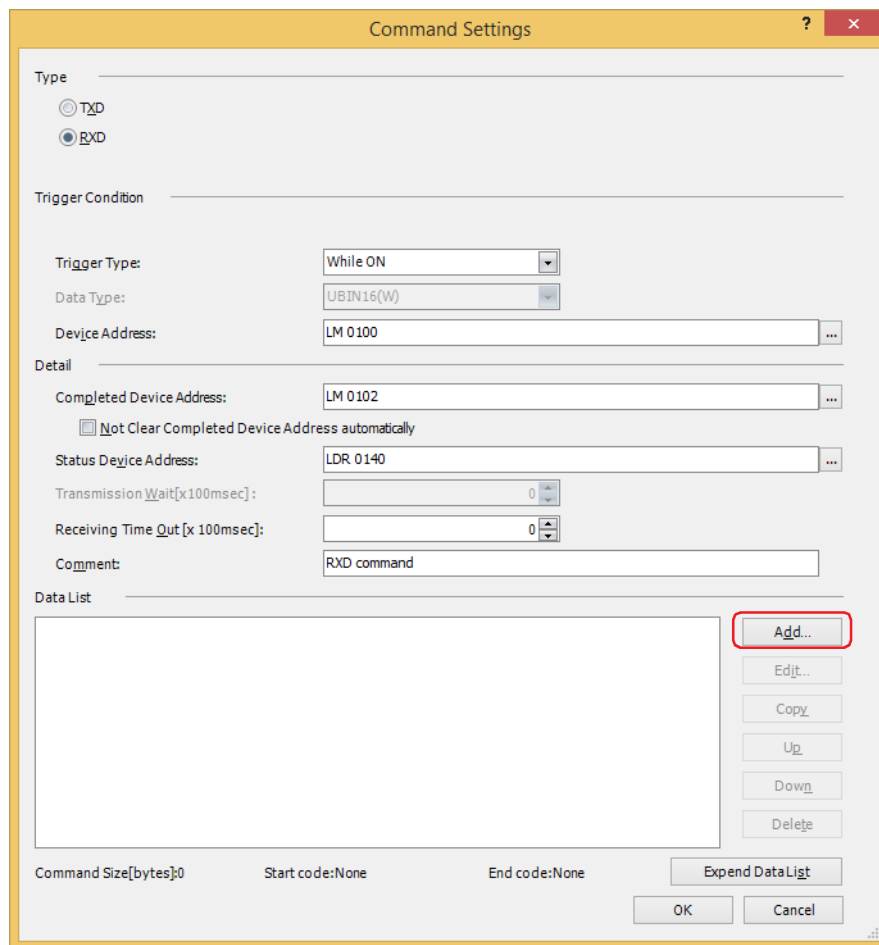 Command Settings
? ×
Type
TXD
RXD
Trigger Condition
Trigger Type: While ON
Data Type: UBIN16(W)
Device Address: LM 0100 ...
Detail
Completed Device Address: LM 0102 ...
Not Clear Completed Device Address automatically
Status Device Address: LDR 0140 ...
Transmission Wait[x100msec] : 0
Receiving Time Out [x 100msec]: 0
Comment: RXD command
Data List
Add...
Edit...
Copy
Up
Down
Delete
Command Size[bytes]:0 Start code:None End code:None Expend Data List
OK Cancel